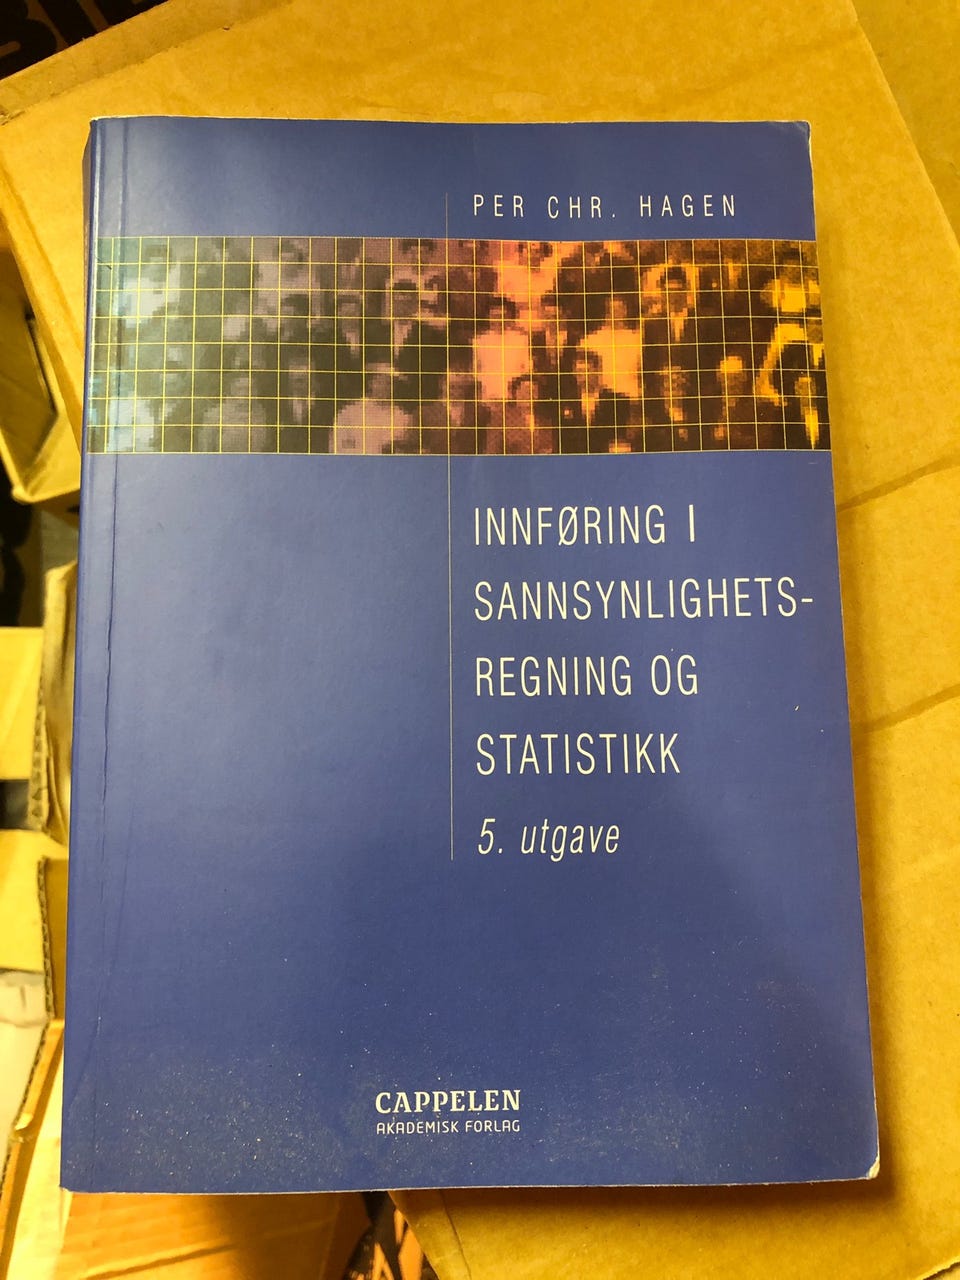 PER CHR. HAGEN
INNFØRING I
SANNSYNLIGHETS-
REGNING OG
STATISTIKK
5. utgave
CAPPELEN
AKADEMISK FORLAG